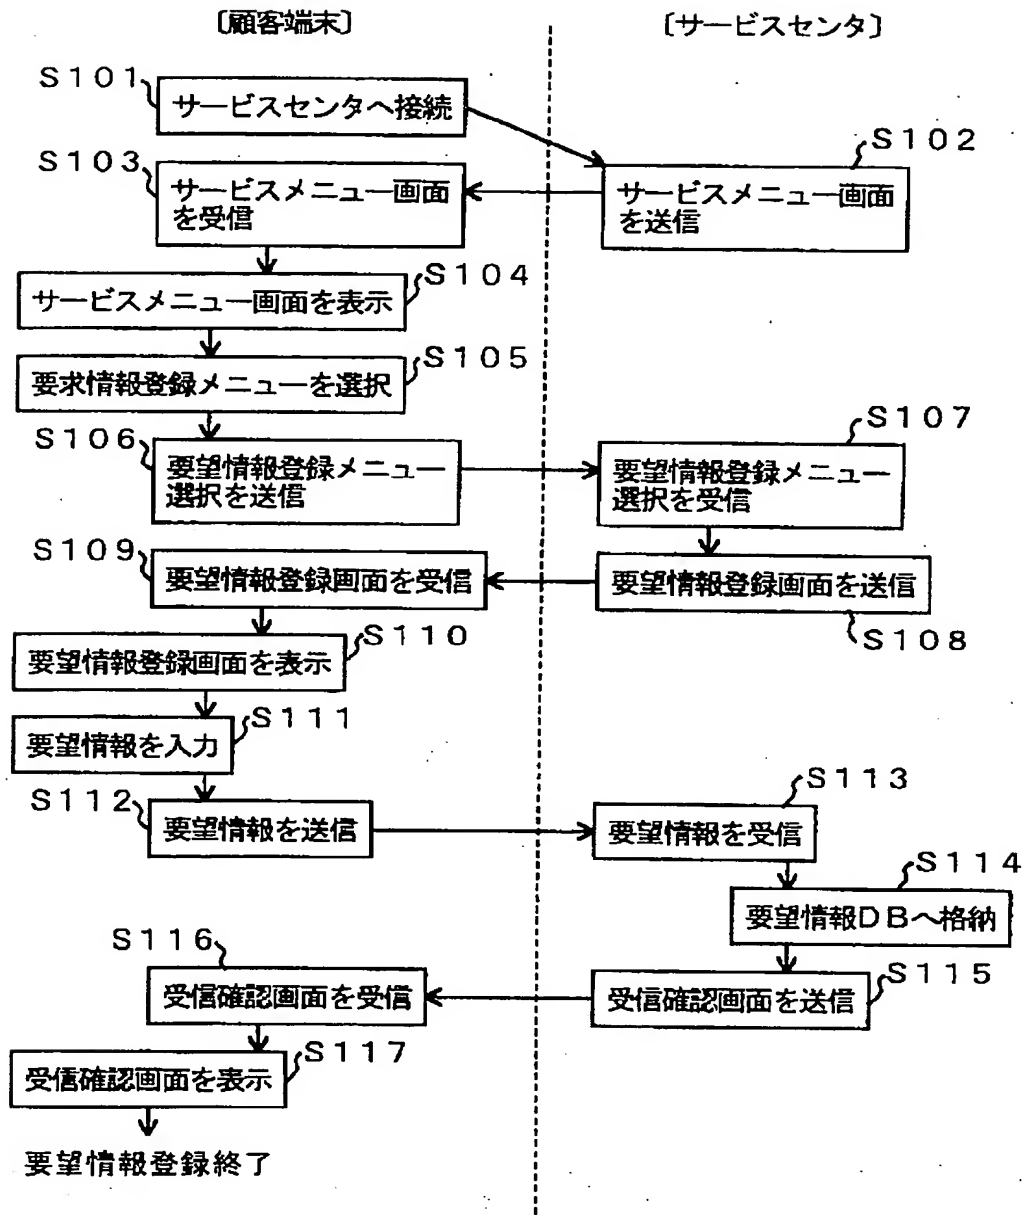 〔顧客端末〕
〔サービスセンタ〕
S101
サービスセンタへ接続
S102
サービスメニュー画面
を送信
S103
サービスメニュー画面
を受信
S104
サービスメニュー画面を表示
S105
要求情報登録メニューを選択
S106
要望情報登録メニュー
選択を送信
S107
要望情報登録メニュー
選択を受信
要望情報登録画面を送信
S108
S109
要望情報登録画面を受信
S110
要望情報登録画面を表示
S111
要望情報を入力
S112
要望情報を送信
S113
要望情報を受信
S114
要望情報DBへ格納
S115
受信確認画面を送信
S116
受信確認画面を受信
S117
受信確認画面を表示
要望情報登録終了